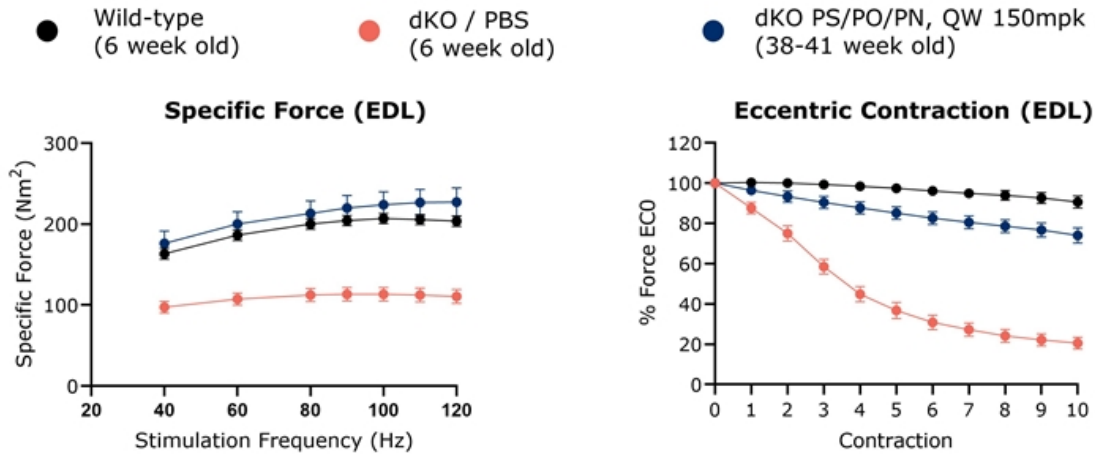 Wild-type
(6 week old)
dKO / PBS
(6 week old)
dKO PS/PO/PN, QW 150mpk
(38-41 week old)
Specific Force (EDL)
Specific Force (Nm²)
300
200
100
0
20 40 60 80 100 120
Stimulation Frequency (Hz)
Eccentric Contraction (EDL)
% Force EC0
120
100
80
60
40
20
0
0 1 2 3 4 5 6 7 8 9 10
Contraction